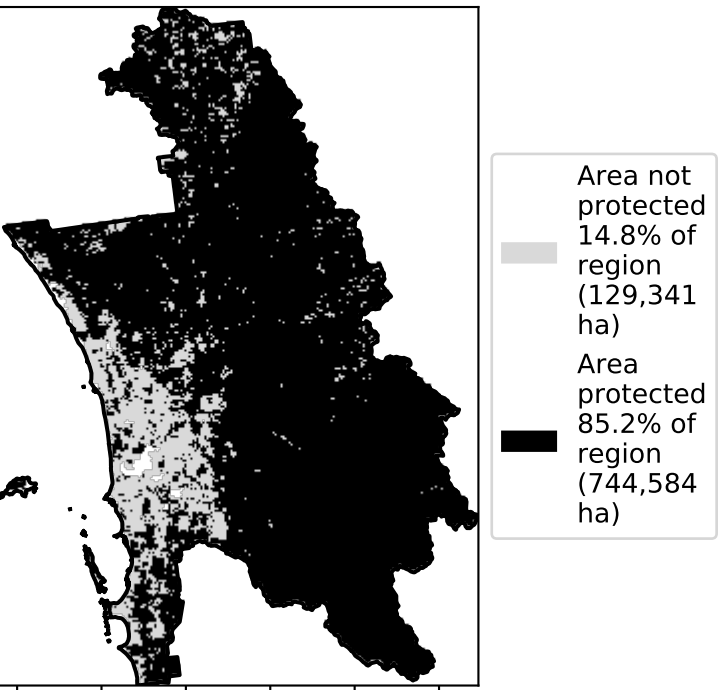 Area not
protected
14.8% of
region
(129,341
ha)
Area
protected
85.2% of
region
(744,584
ha)